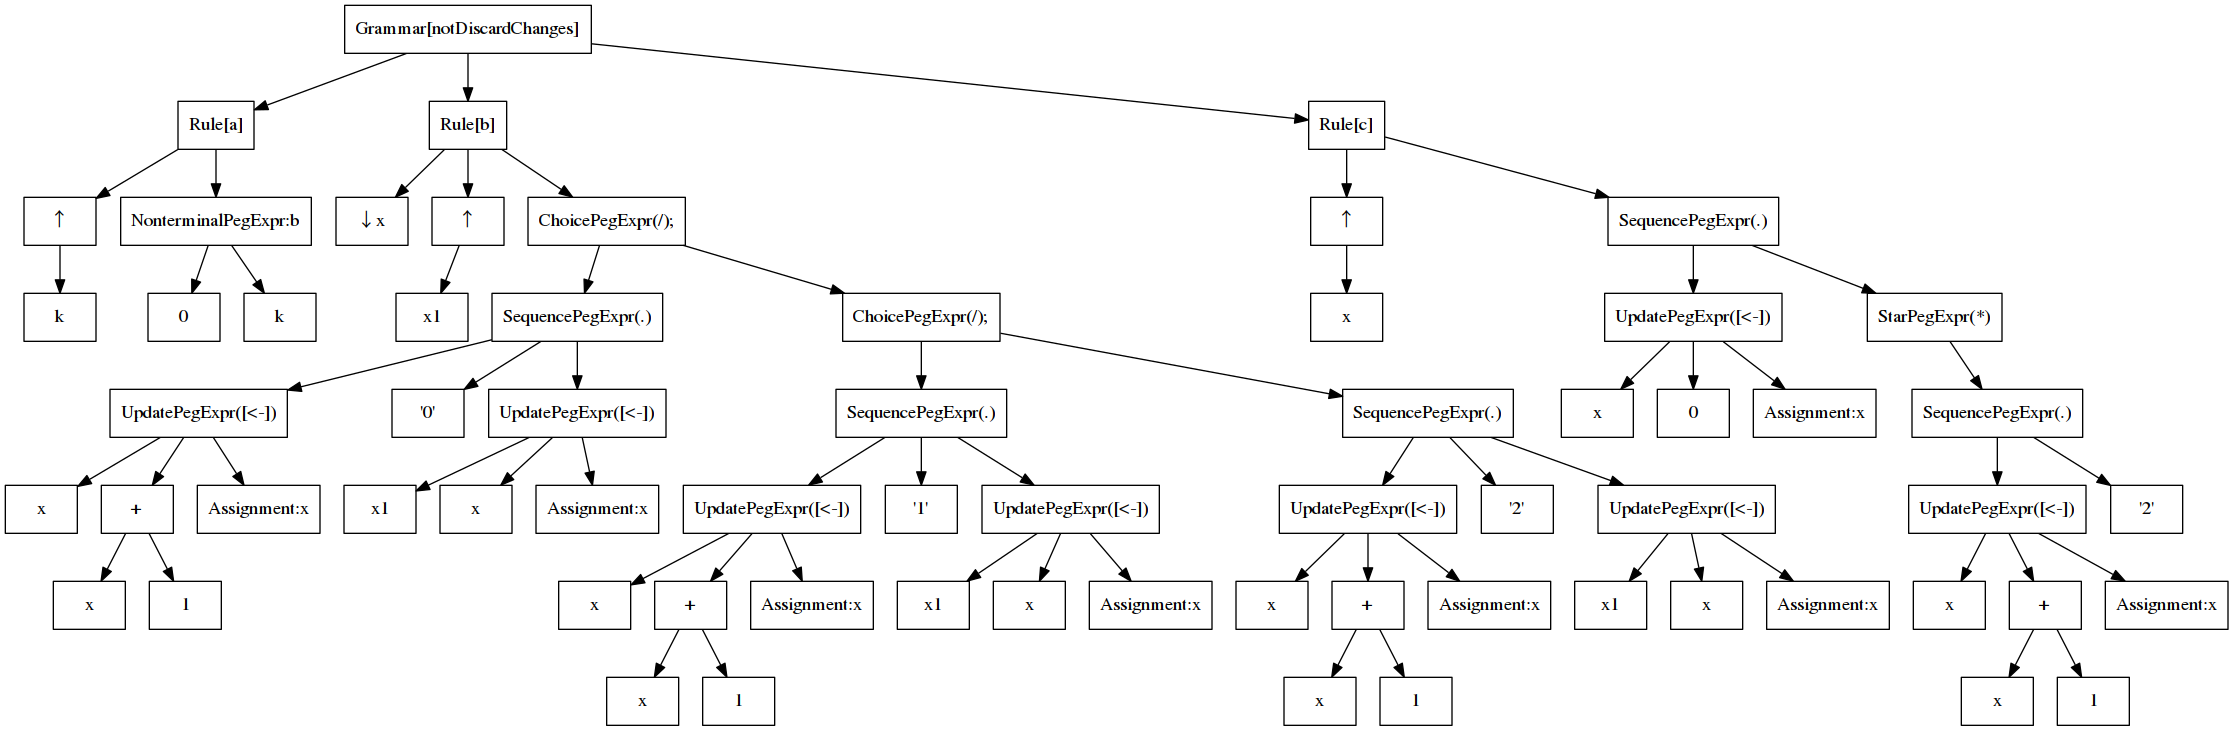 Grammar[notDiscardChanges]
Rule[a]
Rule[b]
Rule[c]
↑
NonterminalPegExpr:b
↓ x
↑
ChoicePegExpr(/);
↑
SequencePegExpr(.)
k
0
k
x1
SequencePegExpr(.)
ChoicePegExpr(/);
x
UpdatePegExpr([<-])
StarPegExpr(*)
UpdatePegExpr([<-])
'0'
UpdatePegExpr([<-])
SequencePegExpr(.)
SequencePegExpr(.)
x
0
Assignment:x
SequencePegExpr(.)
x
+
Assignment:x
x1
x
Assignment:x
UpdatePegExpr([<-])
'1'
UpdatePegExpr([<-])
UpdatePegExpr([<-])
'2'
UpdatePegExpr([<-])
UpdatePegExpr([<-])
'2'
x
1
x
+
Assignment:x
x1
x
Assignment:x
x
+
Assignment:x
x1
x
Assignment:x
x
+
Assignment:x
x
1
x
1
x
1